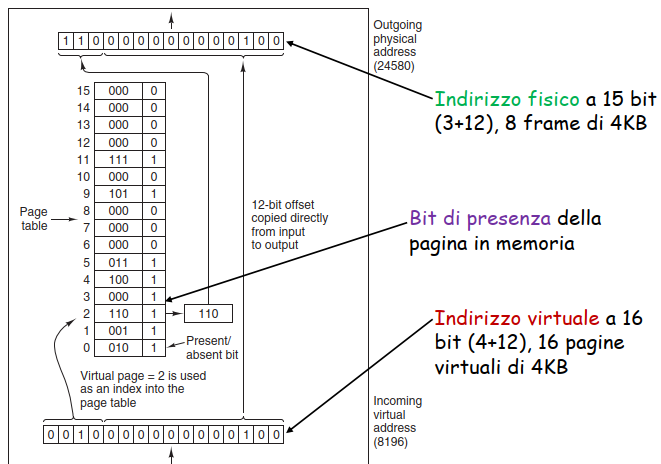 Outgoing
physical
address
(24580)
1 1 0 0 0 0 0 0 0 0 0 0 1 0 0
Indirizzo fisico a 15 bit
(3+12), 8 frame di 4KB
15 000 0
14 000 0
13 000 0
12 000 0
11 111 1
10 000 0
9 101 1
8 000 0
7 000 0
6 000 0
5 011 1
4 100 1
3 000 1
2 110 1
1 001 1
0 010 1
Page
table
12-bit offset
copied directly
from input
to output
110
Present/
absent bit
Bit di presenza della
pagina in memoria
Virtual page = 2 is used
as an index into the
page table
Indirizzo virtuale a 16
bit (4+12), 16 pagine
virtuali di 4KB
Incoming
virtual
address
(8196)
0 0 1 0 0 0 0 0 0 0 0 0 0 1 0 0